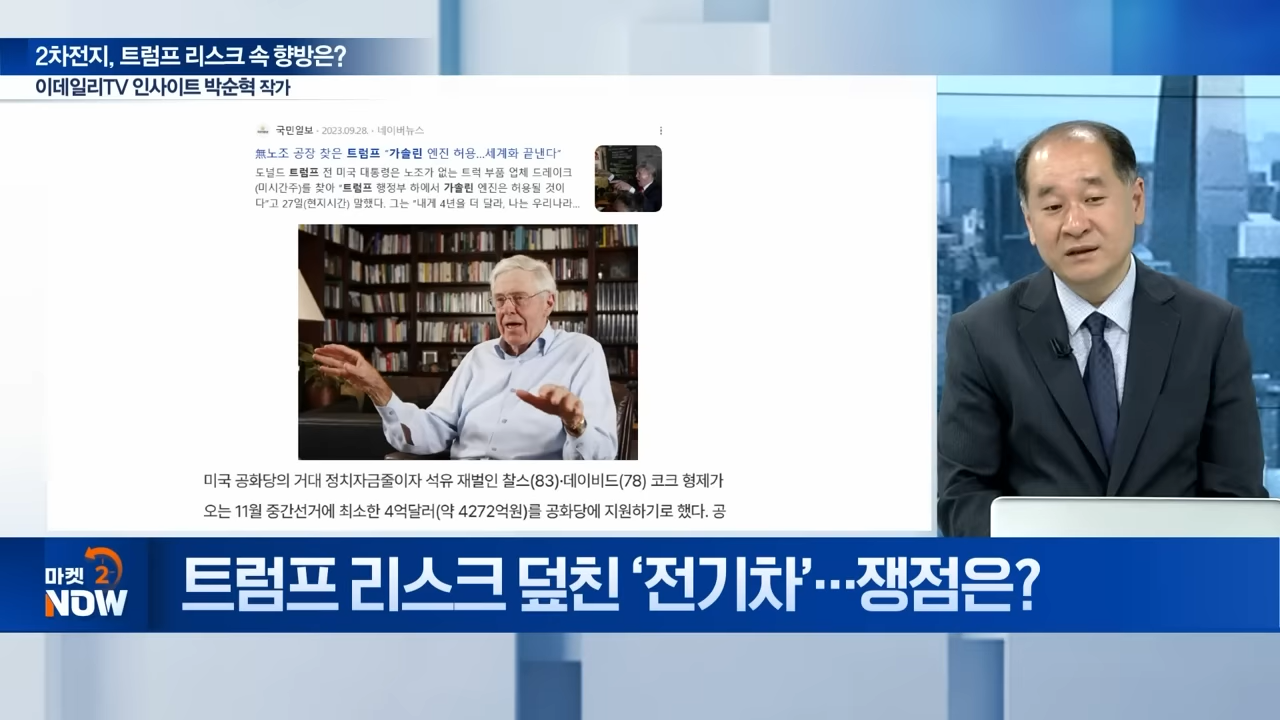 2차전지, 트럼프 리스크 속 향방은?
이데일리TV 인사이트 박순혁 작가
국민일보 · 2023.09.28. · 네이버뉴스
無노조 공장 찾은 트럼프 "가솔린 엔진 허용...세계화 끝낸다"
도널드 트럼프 전 미국 대통령은 노조가 없는 트럭 부품 업체 드레이크
(미시간주)를 찾아 "트럼프 행정부 하에서 가솔린 엔진은 허용될 것이
다"고 27일(현지시간) 말했다. 그는 "내게 4년을 더 달라, 나는 우리나라...
미국 공화당의 거대 정치자금줄이자 석유 재벌인 찰스(83)·데이비드(78) 코크 형제가
오는 11월 중간선거에 최소한 4억달러(약 4272억원)를 공화당에 지원하기로 했다. 공
마켓 2
NOW
트럼프 리스크 덮친 ‘전기차’…쟁점은?